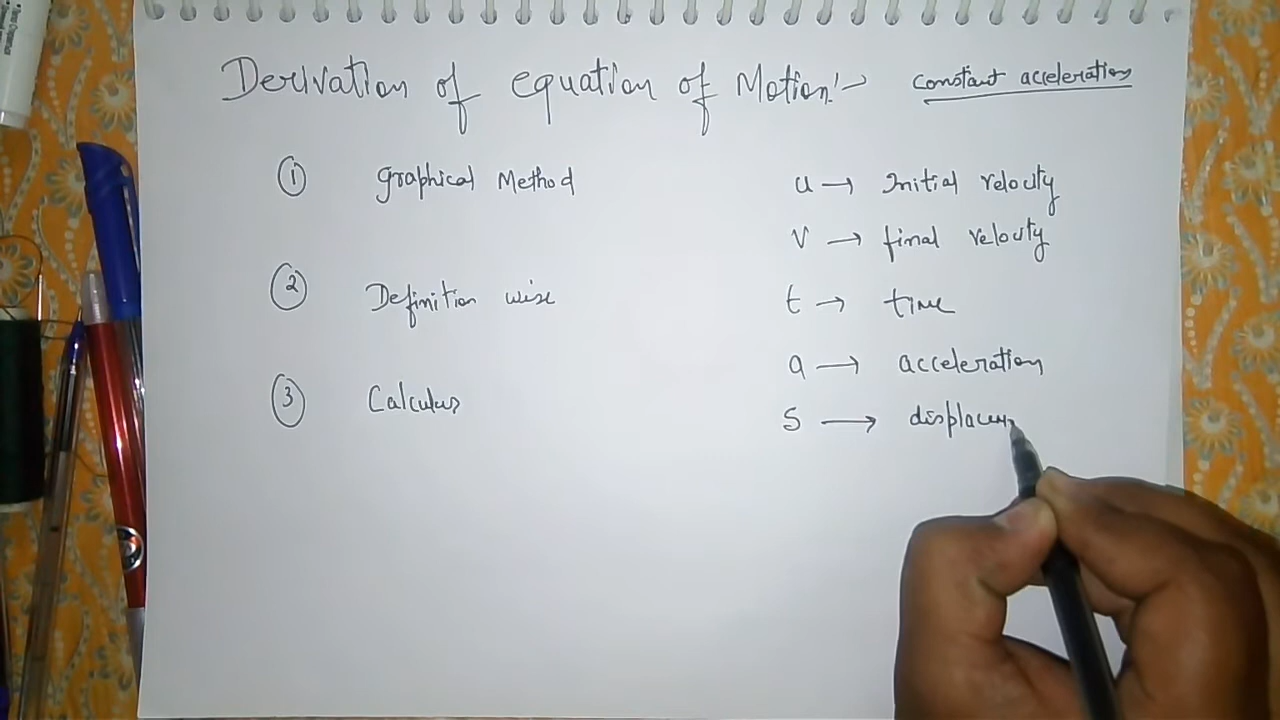 Derivation of equation of Motion:-
constant acceleration
① Graphical Method
② Definition wise
③ Calculus
u → Initial velocity
v → final velocity
t → time
a → acceleration
S → displacem